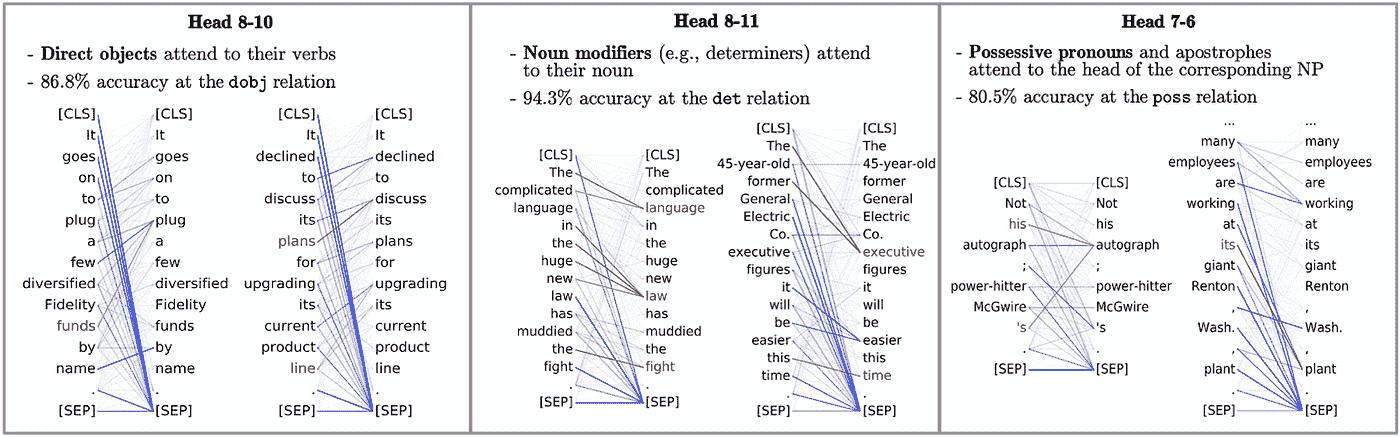 Head 8-10
- Direct objects attend to their verbs
- 86.8% accuracy at the dobj relation
[CLS] [CLS]
It It
goes goes
on on
to to
plug plug
a a
few few
diversified diversified
Fidelity Fidelity
funds funds
by by
name name
. .
[SEP] [SEP]
[CLS] [CLS]
It It
declined declined
to to
discuss discuss
its its
plans plans
for for
upgrading upgrading
its its
current current
product product
line line
. .
[SEP] [SEP]
Head 8-11
- Noun modifiers (e.g., determiners) attend
to their noun
- 94.3% accuracy at the det relation
[CLS] [CLS]
The The
complicated complicated
language language
in in
the the
huge huge
new new
law law
has has
muddied muddied
the the
fight fight
. .
[SEP] [SEP]
[CLS] [CLS]
The The
45-year-old 45-year-old
former former
General General
Electric Electric
Co. Co.
executive executive
figures figures
it it
will will
be be
easier easier
this this
time time
. .
[SEP] [SEP]
Head 7-6
- Possessive pronouns and apostrophes
attend to the head of the corresponding NP
- 80.5% accuracy at the poss relation
[CLS] [CLS]
Not Not
his his
autograph autograph
; ;
power-hitter power-hitter
McGwire McGwire
's 's
. .
[SEP] [SEP]
... ...
many many
employees employees
are are
working working
at at
its its
giant giant
Renton Renton
, ,
Wash. Wash.
, ,
plant plant
. .
[SEP] [SEP]